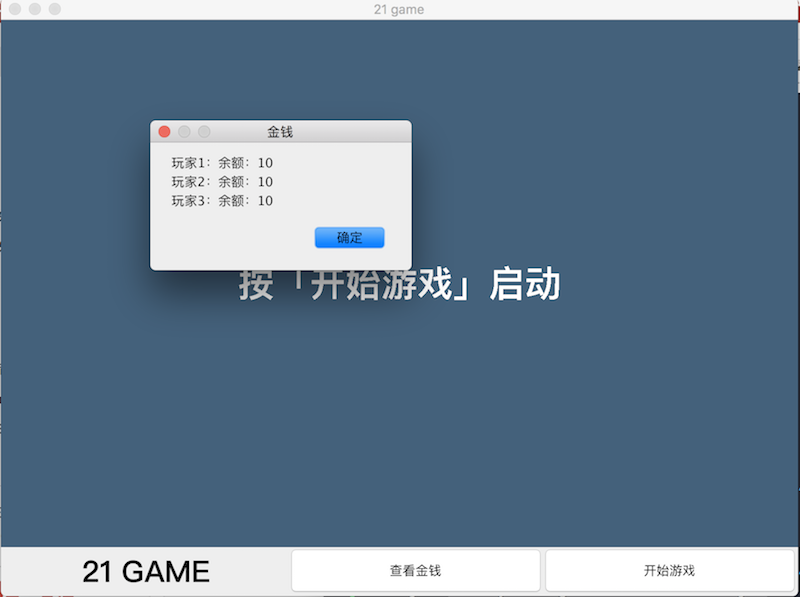 21 game
金钱
玩家1：余额：10
玩家2：余额：10
玩家3：余额：10
确定
按「开始游戏」启动
21 GAME
查看金钱
开始游戏